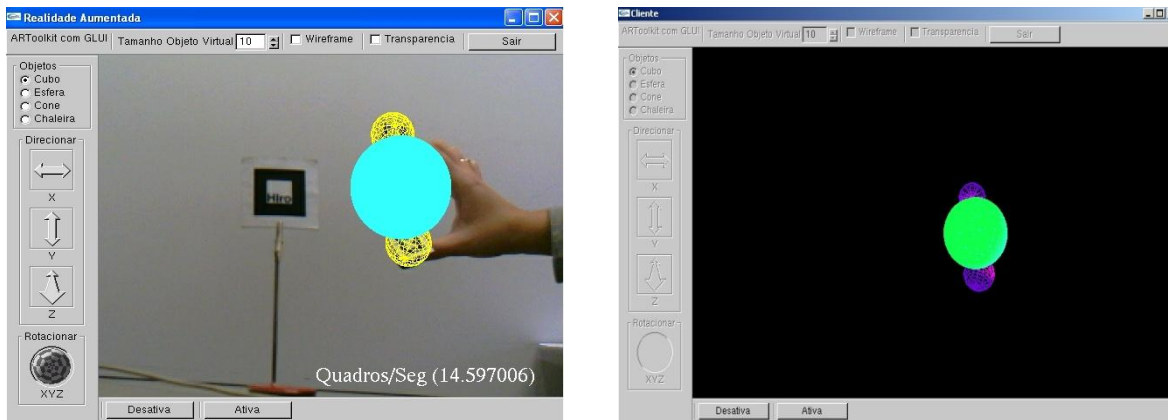 Realidade Aumentada
ARToolkit com GLUI Tamanho Objeto Virtual 10 Wireframe Transparencia Sair
Objetos
Cubo
Esfera
Cone
Chaleira
Direcionar
X
Y
Z
Rotacionar
XYZ
Hiro
Quadros/Seg (14.597006)
Desativa Ativa
Cliente
ARToolkit com GLUI Tamanho Objeto Virtual 10 Wireframe Transparencia Sair
Objetos
Cubo
Esfera
Cone
Chaleira
Direcionar
X
Y
Z
Rotacionar
XYZ
Desativa Ativa